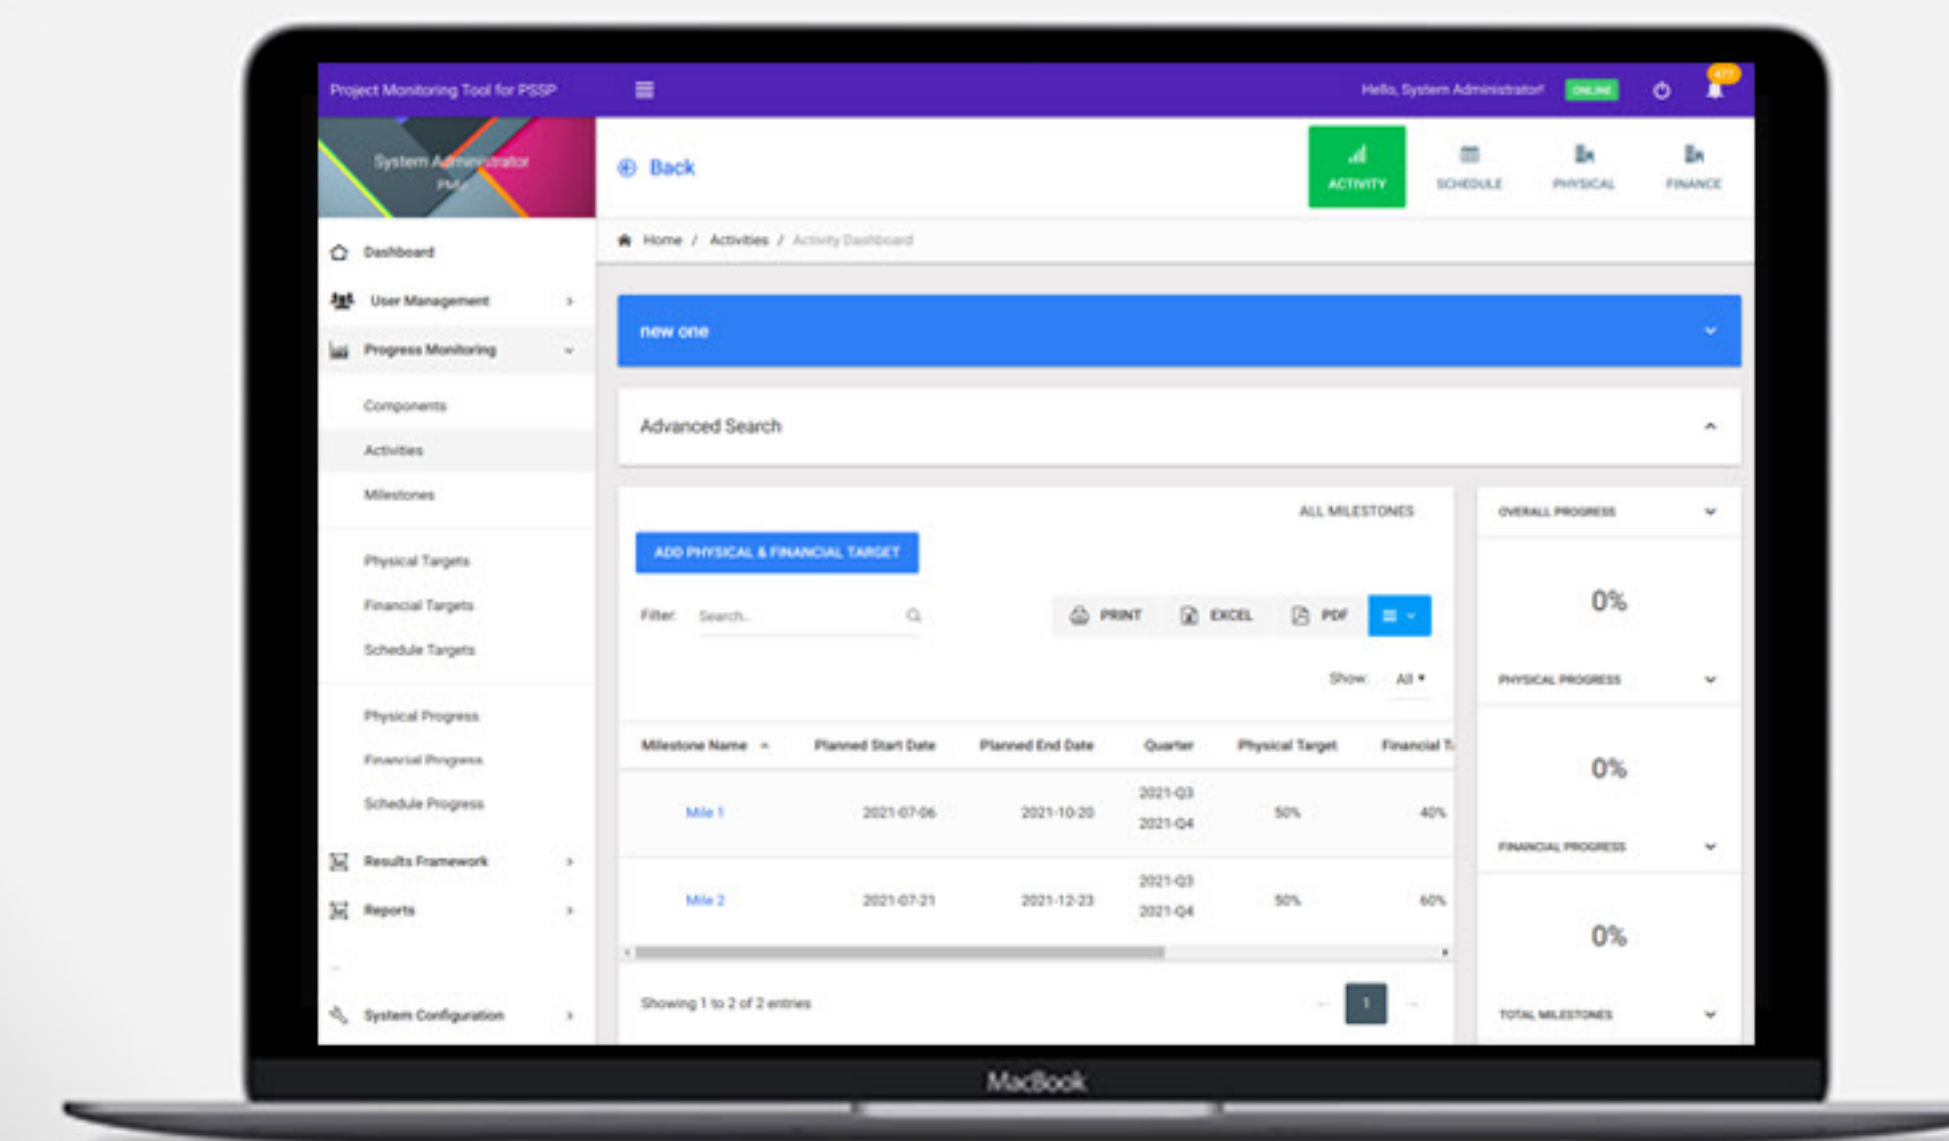 Project Monitoring Tool for PSSP
Hello, System Administrator!
ONLINE
477
System Administrator
Back
ACTIVITY
SCHEDULE
PHYSICAL
FINANCE
Home / Activities / Activity Dashboard
Dashboard
User Management
Progress Monitoring
Components
Activities
Milestones
Physical Targets
Financial Targets
Schedule Targets
Physical Progress
Financial Progress
Schedule Progress
Results Framework
Reports
System Configuration
new one
Advanced Search
ALL MILESTONES
ADD PHYSICAL & FINANCIAL TARGET
Filter: Search...
PRINT
EXCEL
PDF
Show: All
Milestone Name Planned Start Date Planned End Date Quarter Physical Target Financial
Mile 1 2021-07-06 2021-10-20 2021-Q3 2021-Q4 50% 40%
Mile 2 2021-07-21 2021-12-23 2021-Q3 2021-Q4 50% 60%
Showing 1 to 2 of 2 entries
1
OVERALL PROGRESS
0%
PHYSICAL PROGRESS
0%
FINANCIAL PROGRESS
0%
TOTAL MILESTONES
MacBook